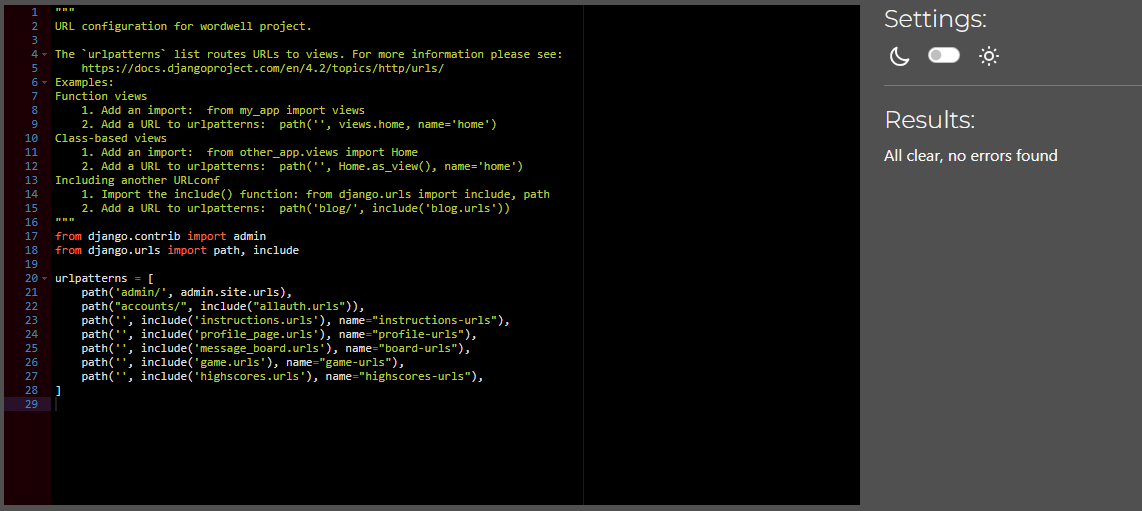 1 """
2 URL configuration for wordwell project.
3
4 The `urlpatterns` list routes URLs to views. For more information please see:
5     https://docs.djangoproject.com/en/4.2/topics/http/urls/
6 Examples:
7 Function views
8     1. Add an import:  from my_app import views
9     2. Add a URL to urlpatterns:  path('', views.home, name='home')
10 Class-based views
11     1. Add an import:  from other_app.views import Home
12     2. Add a URL to urlpatterns:  path('', Home.as_view(), name='home')
13 Including another URLconf
14     1. Import the include() function: from django.urls import include, path
15     2. Add a URL to urlpatterns:  path('blog/', include('blog.urls'))
16 """
17 from django.contrib import admin
18 from django.urls import path, include
19
20 urlpatterns = [
21     path('admin/', admin.site.urls),
22     path("accounts/", include("allauth.urls")),
23     path('', include('instructions.urls'), name="instructions-urls"),
24     path('', include('profile_page.urls'), name="profile-urls"),
25     path('', include('message_board.urls'), name="board-urls"),
26     path('', include('game.urls'), name="game-urls"),
27     path('', include('highscores.urls'), name="highscores-urls"),
28 ]
29
Settings:
Results:
All clear, no errors found